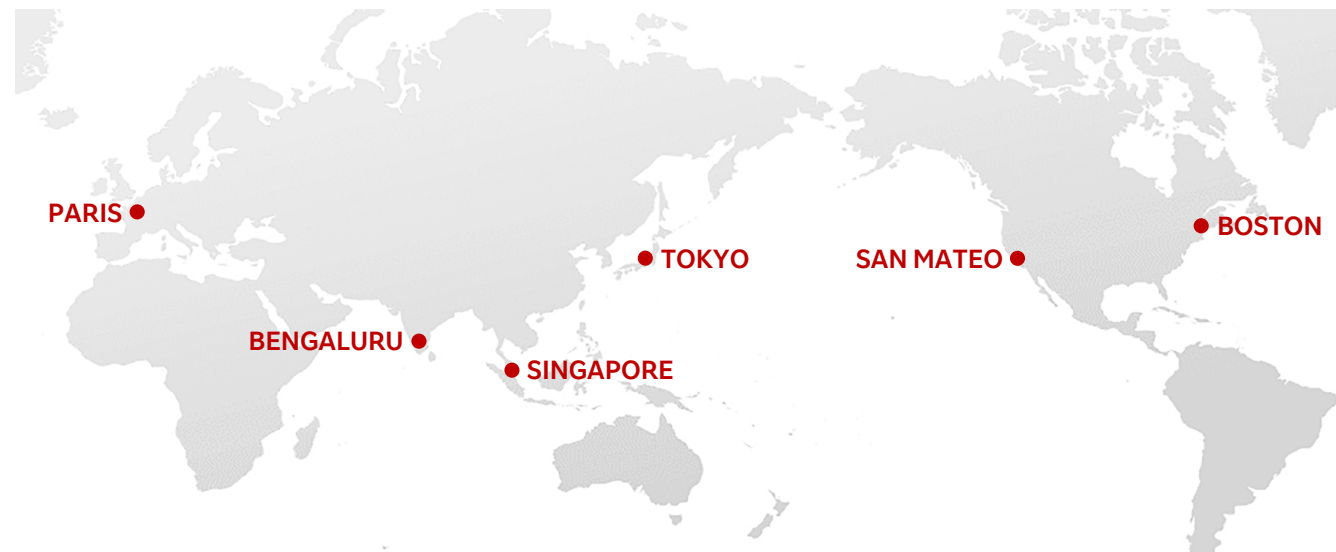 PARIS
BOSTON
TOKYO
SAN MATEO
BENGALURU
SINGAPORE